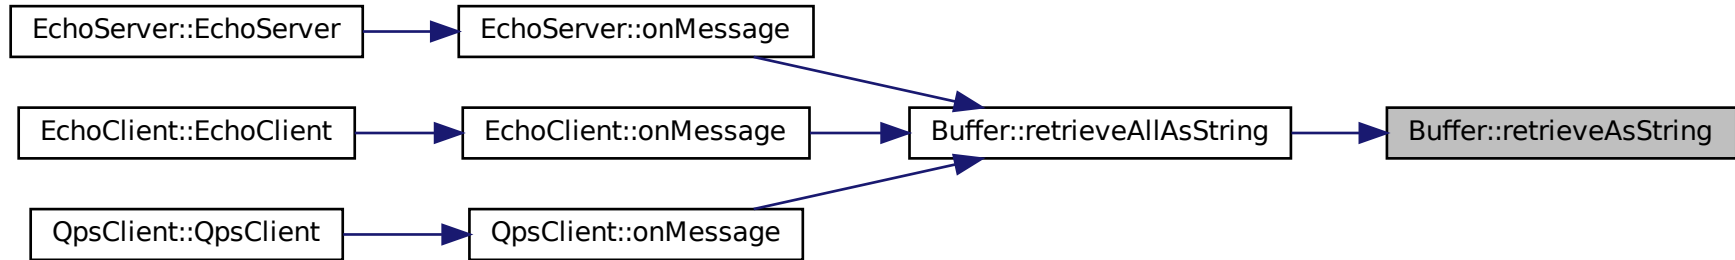 EchoServer::EchoServer
EchoServer::onMessage
EchoClient::EchoClient
EchoClient::onMessage
Buffer::retrieveAllAsString
Buffer::retrieveAsString
QpsClient::QpsClient
QpsClient::onMessage